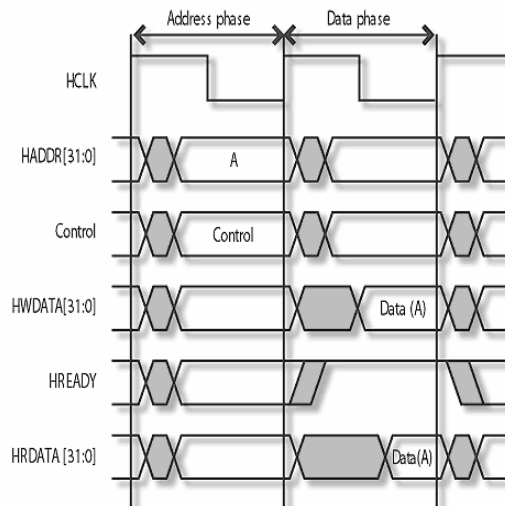 Address phase Data phase
HCLK
HADDR[31:0] A
Control Control
HWDATA[31:0] Data (A)
HREADY
HRDATA [31:0] Data(A)